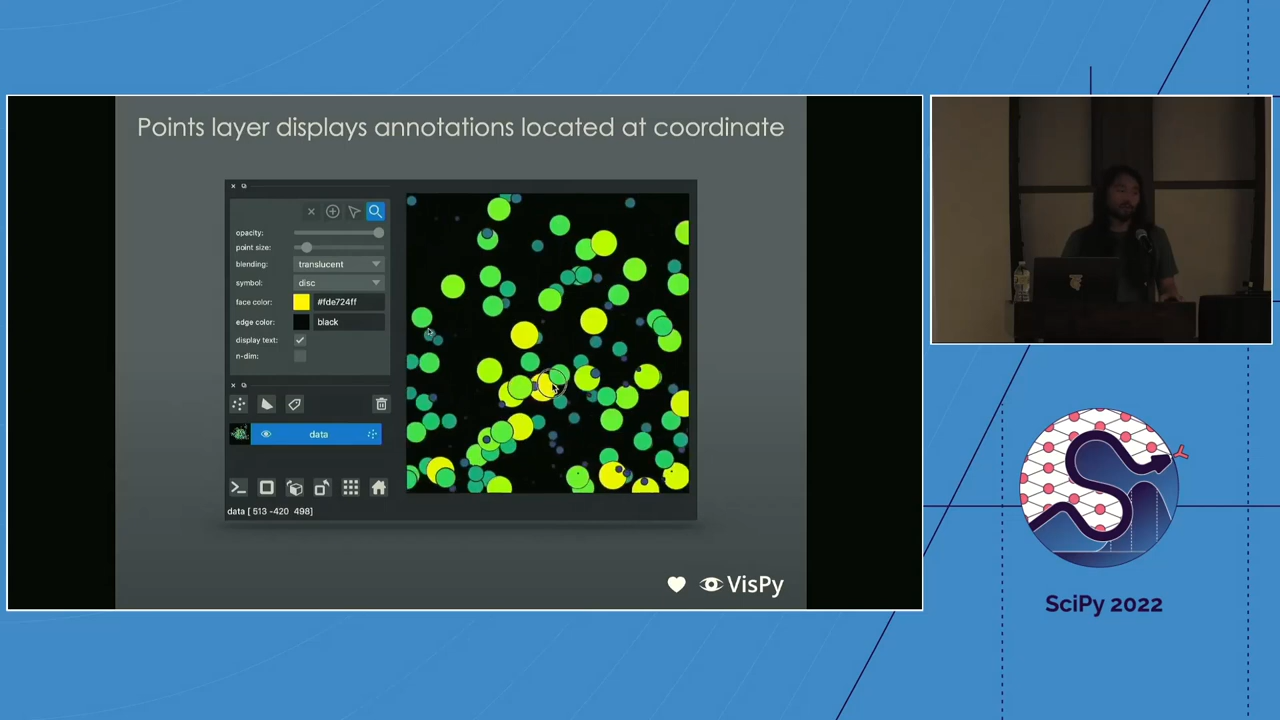 Points layer displays annotations located at coordinate
opacity:
point size:
blending: translucent
symbol: disc
face color: #fde724ff
edge color: black
display text:
n-dim:
data
data [ 513 -420 498]
VisPy
SciPy 2022